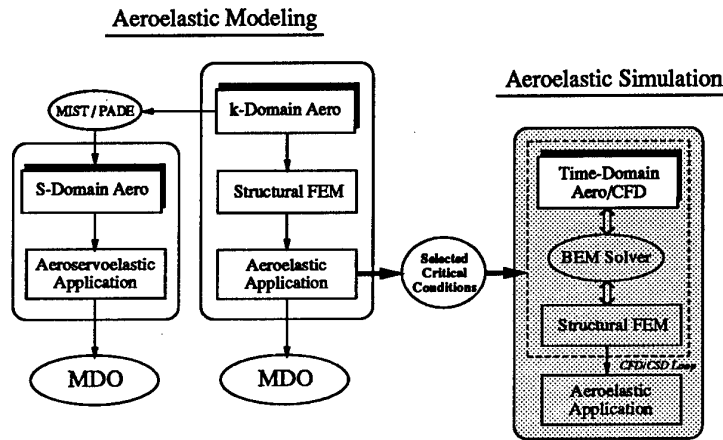 Aeroelastic Modeling
MIST / PADE
k-Domain Aero
S-Domain Aero
Structural FEM
Aeroservoelastic
Application
Aeroelastic
Application
MDO
MDO
Selected
Critical
Conditions
Aeroelastic Simulation
Time-Domain
Aero/CFD
BEM Solver
Structural FEM
CFD/CSD Loop
Aeroelastic
Application